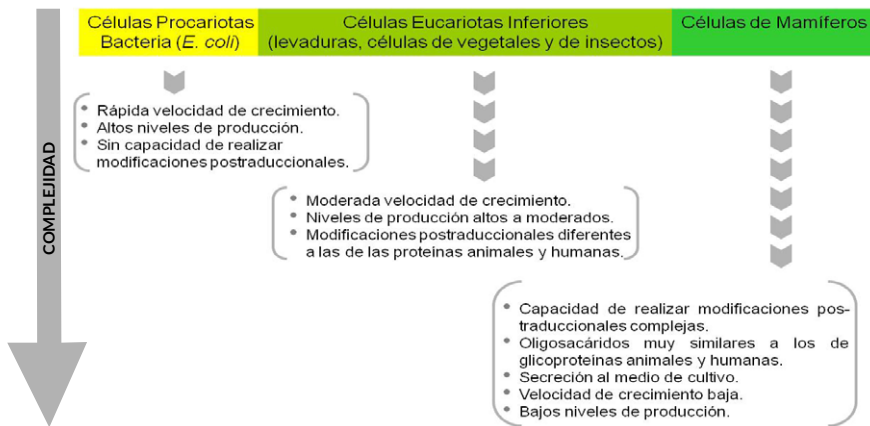 Células Procariotas
Bacteria (E. coli)
Células Eucariotas Inferiores
(levaduras, células de vegetales y de insectos)
Células de Mamíferos
COMPLEJIDAD
• Rápida velocidad de crecimiento.
• Altos niveles de producción.
• Sin capacidad de realizar
modificaciones postraduccionales.
• Moderada velocidad de crecimiento.
• Niveles de producción altos a moderados.
• Modificaciones postraduccionales diferentes
a las de las proteínas animales y humanas.
• Capacidad de realizar modificaciones pos-
traduccionales complejas.
• Oligosacáridos muy similares a los de
glicoproteínas animales y humanas.
• Secreción al medio de cultivo.
• Velocidad de crecimiento baja.
• Bajos niveles de producción.